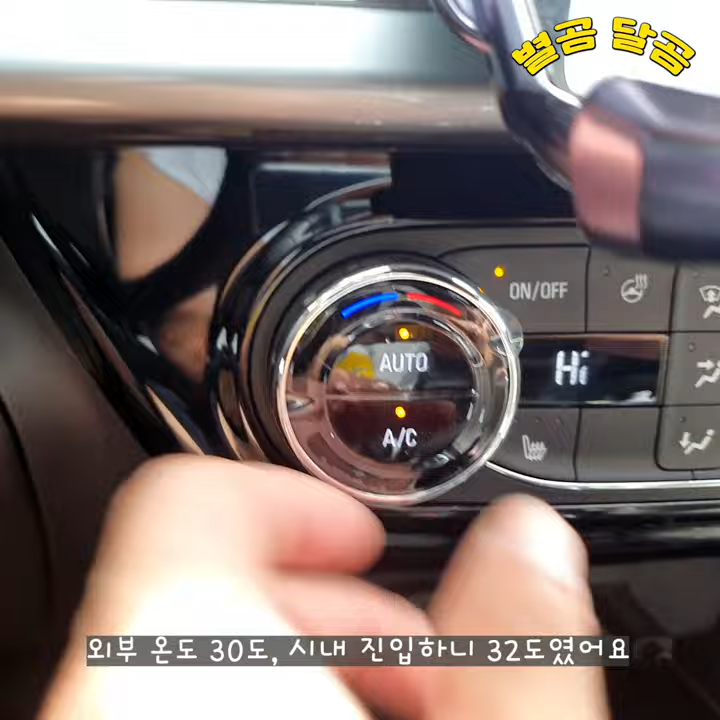 별곰 달곰
ON/OFF
AUTO
Hi
A/C
외부 온도 30도, 시내 진입하니 32도였어요